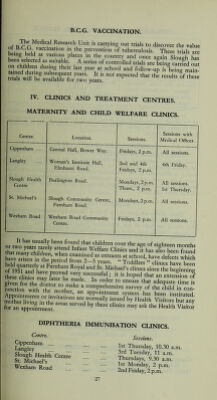 B.C.G. VACCINATION.
The Medical Research Unit is carrying out trials to discover the value
of B.C.G. vaccination in the prevention of tuberculosis. These trials are
being held at various places in the country and once again Slough has
been selected as suitable. A series of controlled trials are being carried out
on children during their last year at school and follow-up is being main-
tained during subsequent years. It is not expected that the results of these
trials will be available for two years.
IV. CLINICS AND TREATMENT CENTRES.
MATERNITY AND CHILD WELFARE CLINICS.
Centre. Location. Sessions. Sessions with Medical Officer.
Cippenham Central Hall, Bower Way. Fridays, 2 p.m. All sessions.
Langley Women's Institute Hall, Elmhurst Road. 2nd and 4th Fridays, 2 p.m. 4th Friday.
Slough Health Centre Burlington Road. Mondays, 2 p.m. Thurs., 2 p.m. All sessions. 1st Thursday.
St. Michael's Slough Community Centre, Farnham Road. Mondays, 2 p.m. All sessions.
Wexham Road Wexham Road Community Centre. Fridays, 2 p.m. All sessions.
It has usually been found that children over the age of eighteen months
or two years rarely attend Infant Welfare Clinics and it has also been found
that many children, when examined as entrants at school, have defects which
have arisen in the period from 2—5 years. "Toddlers" clinics have been
held quarterly at Farnham Royal and St. Michael's clinics since the beginning
of 1951 and have proved very successful; it is hoped that an extension of
these clinics may later be made. In order to ensure that adequate time is
given for the doctor to make a comprehensive survey of the child in con-
junction with the mother, an appointment system has been instituted.
Appointments or invitations are normally issued by Health Visitors but any
mother living in the areas served by these clinics may ask the Health Visitor
for an appointment.
DIPHTHERIA IMMUNISATION CLINICS.
Centre. Sessions.
Cippenham 1st Thursday, 10.30 a.m.
Langley 3rd Tuesday, 11 a.m.
Slough Health Centre Thursdays, 9.30 a.m.
St. Michael's 1st Monday, 2 p.m.
Wexham Road 2nd Friday, 2 p.m.
27